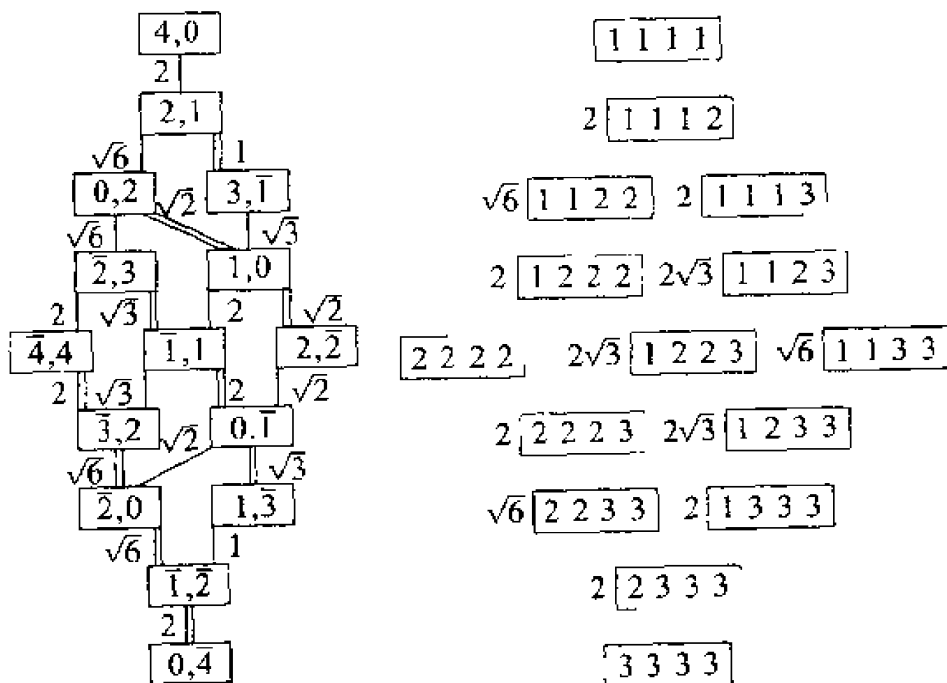 4,0 1 1 1 1
2
2,1 2 1 1 1 2
√6 1
0,2 √2 3,1̄ √6 1 1 2 2 2 1 1 1 3
√6 √3
2̄,3 1,0 2 1 2 2 2 2√3 1 1 2 3
2 √3 2 √2
4̄,4 1̄,1 2,2̄ 2 2 2 2 2√3 1 2 2 3 √6 1 1 3 3
2 √3 2 √2
3̄,2 √2 0.1̄ 2 2 2 2 3 2√3 1 2 3 3
√6 √3
2̄,0 1,3̄ √6 2 2 3 3 2 1 3 3 3
√6 1
1̄,2̄ 2 2 3 3 3
2
0,4̄ 3 3 3 3